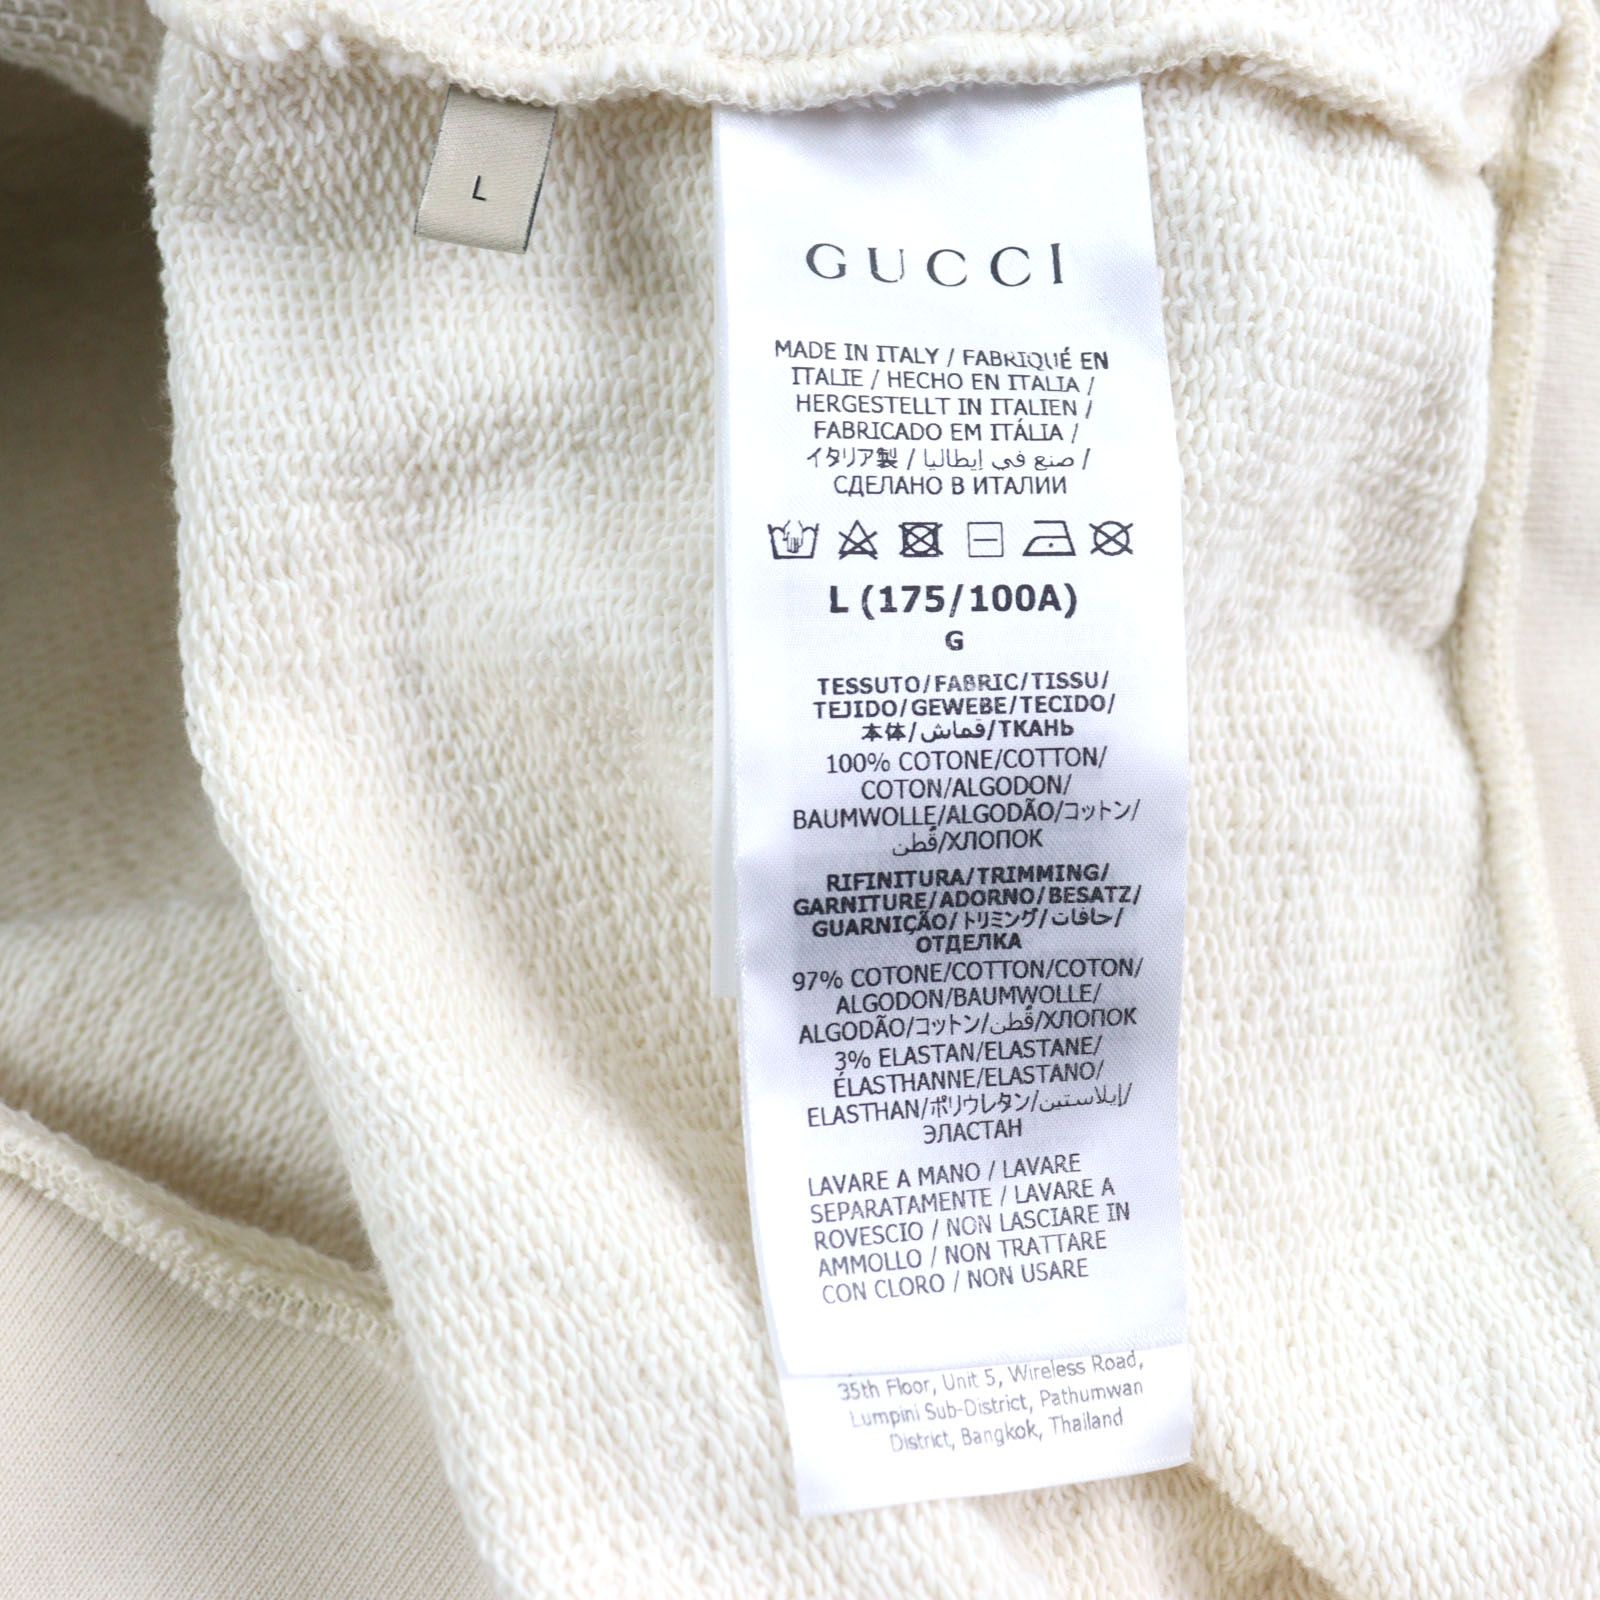 L
GUCCI
MADE IN ITALY / FABRIQUÉ EN
ITALIE / HECHO EN ITALIA /
HERGESTELLT IN ITALIEN /
FABRICADO EM ITÁLIA /
イタリア製 / صنع في إيطاليا /
СДЕЛАНО В ИТАЛИИ
L (175/100A)
G
TESSUTO/FABRIC/TISSU/
TEJIDO/GEWEBE/TECIDO/
本体/قماش/ТКАНЬ
100% COTONE/COTTON/
COTON/ALGODON/
BAUMWOLLE/ALGODÃO/コットン/
قُطن/ХЛОПОК
RIFINITURA/TRIMMING/
GARNITURE/ADORNO/BESATZ/
GUARNIÇÃO/トリミング/حافات/
ОТДЕЛКА
97% COTONE/COTTON/COTON/
ALGODON/BAUMWOLLE/
ALGODÃO/コットン/قُطن/ХЛОПОК
3% ELASTAN/ELASTANE/
ÉLASTHANNE/ELASTANO/
ELASTHAN/ポリウレタン/إيلاستين/
ЭЛАСТАН
LAVARE A MANO / LAVARE
SEPARATAMENTE / LAVARE A
ROVESCIO / NON LASCIARE IN
AMMOLLO / NON TRATTARE
CON CLORO / NON USARE
35th Floor, Unit 5, Wireless Road,
Lumpini Sub-District, Pathumwan
District, Bangkok, Thailand